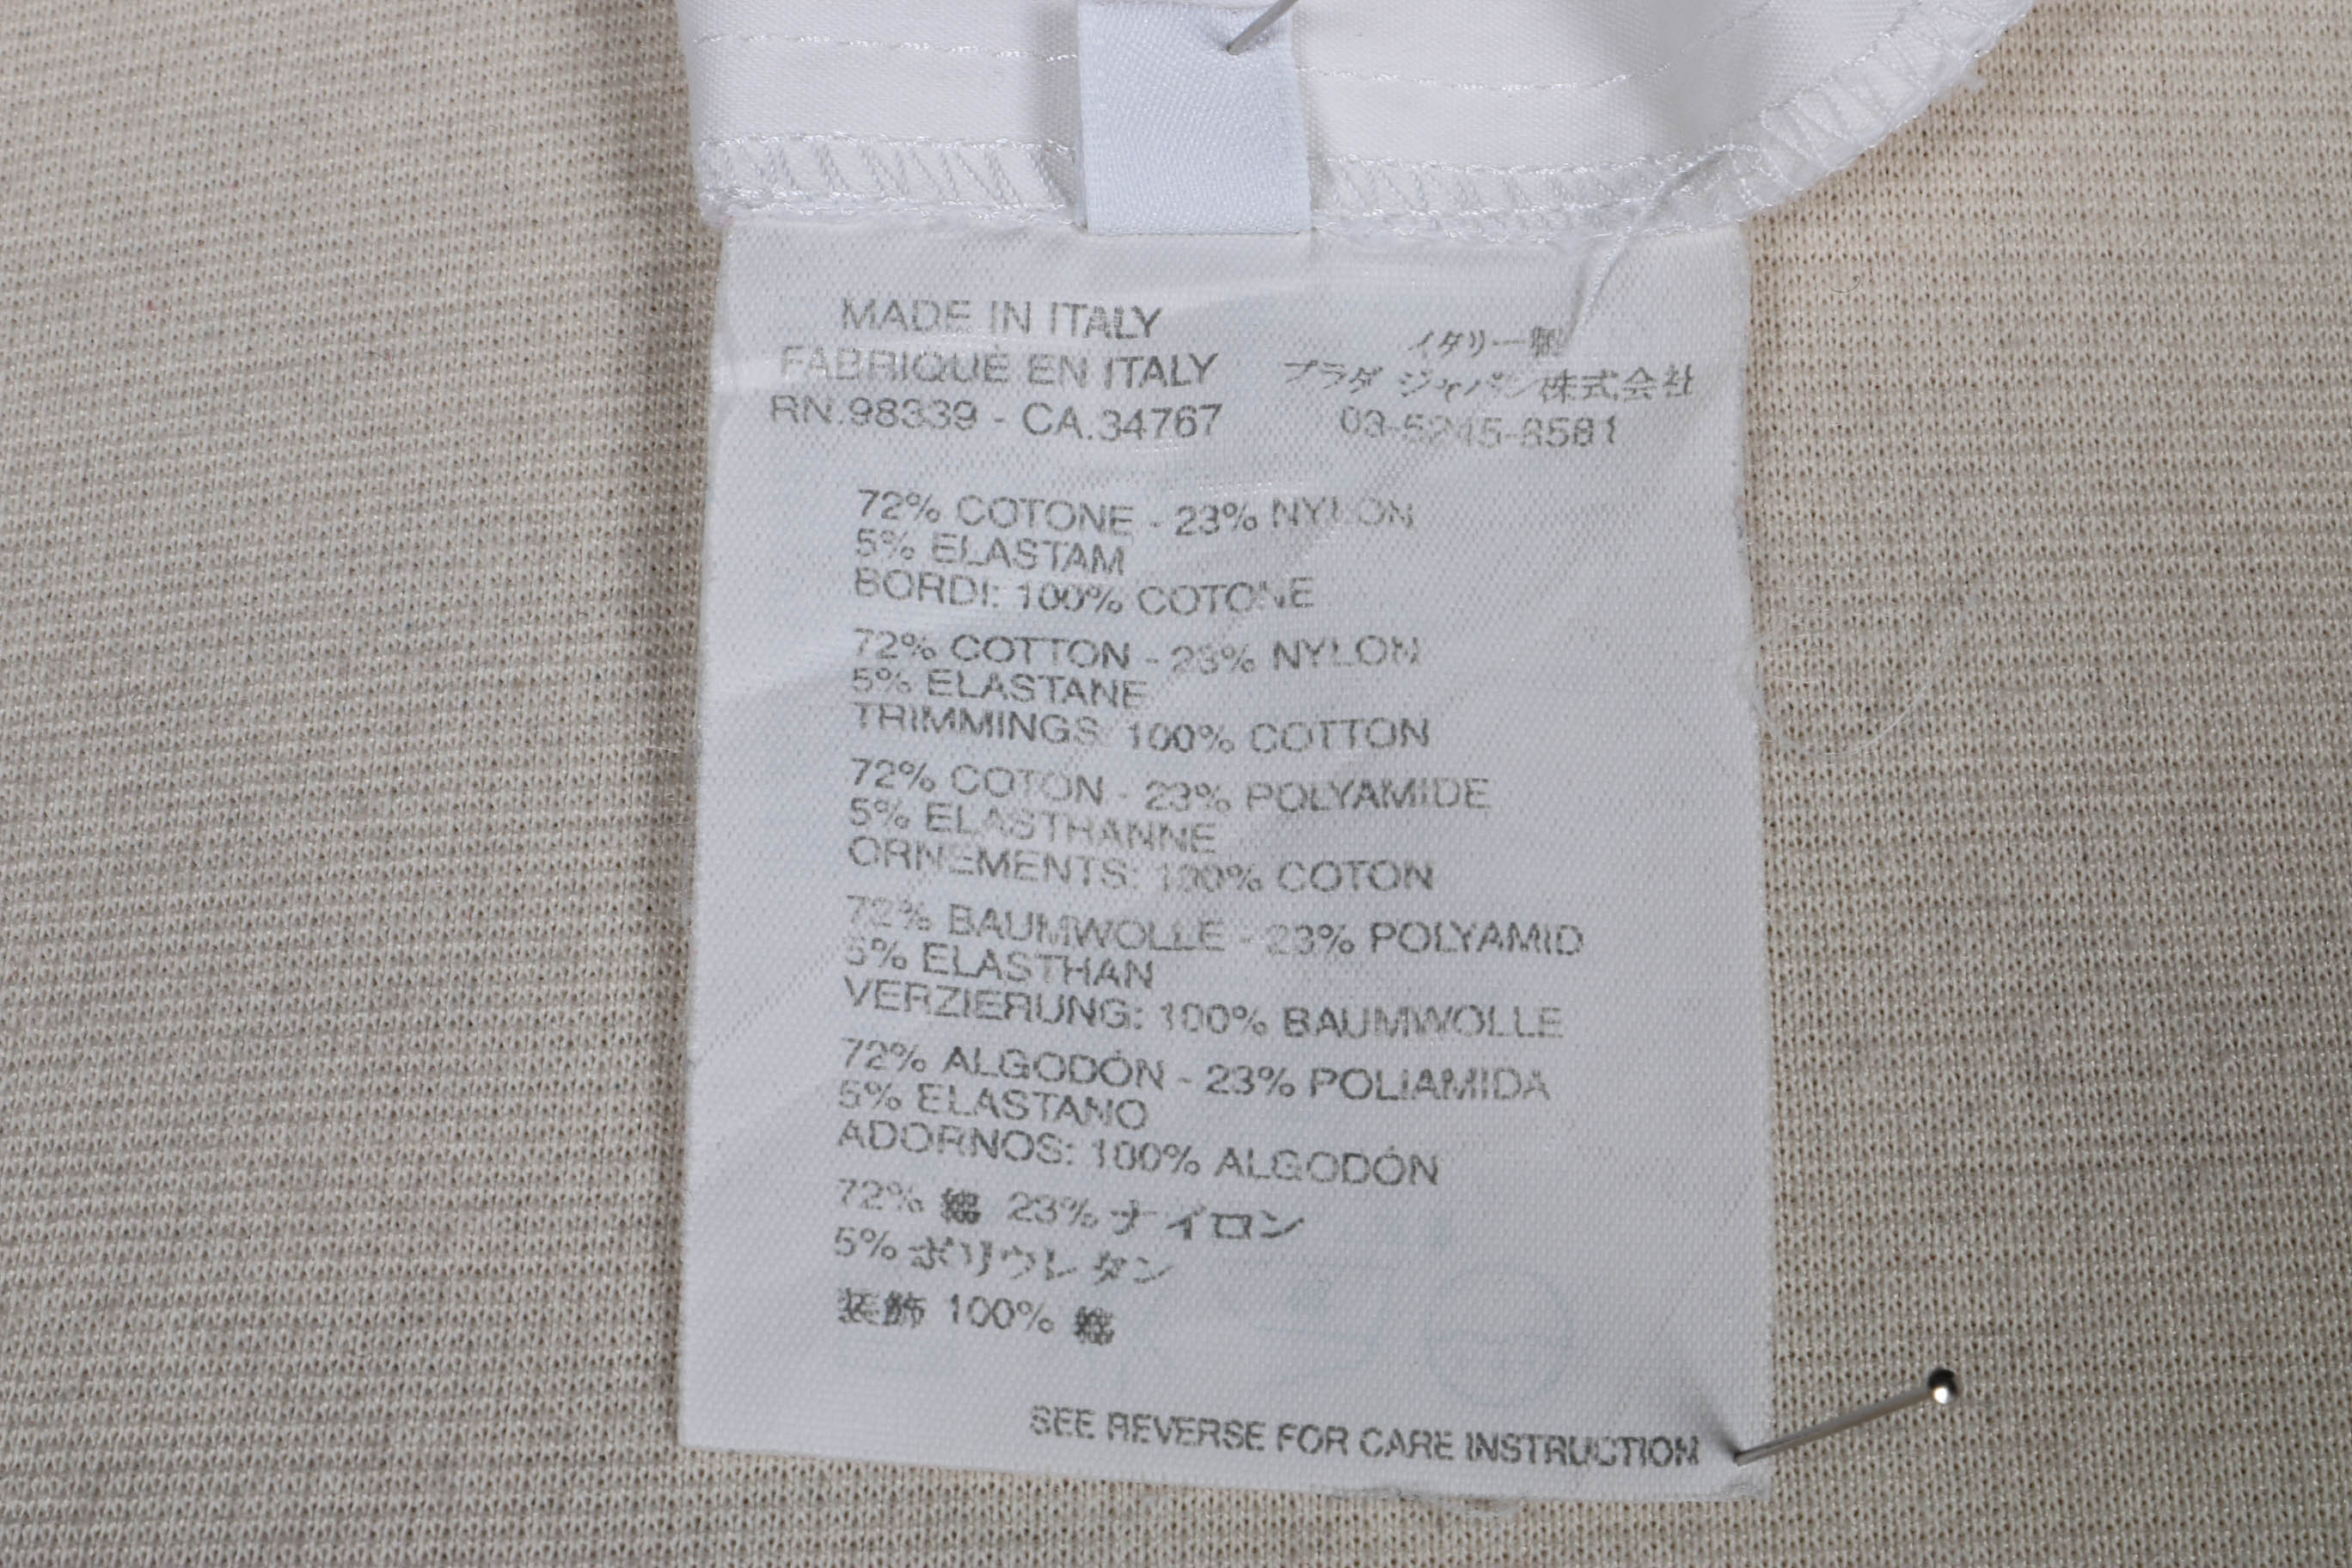 MADE IN ITALY
FABRIQUÉ EN ITALY
RN.98339 - CA.34767
イタリー製
プラダ ジャパン株式会社
03-5245-8581
72% COTONE - 23% NYLON
5% ELASTAM
BORDI: 100% COTONE
72% COTTON - 23% NYLON
5% ELASTANE
TRIMMINGS: 100% COTTON
72% COTON - 23% POLYAMIDE
5% ELASTHANNE
ORNEMENTS: 100% COTON
72% BAUMWOLLE - 23% POLYAMID
5% ELASTHAN
VERZIERUNG: 100% BAUMWOLLE
72% ALGODÓN - 23% POLIAMIDA
5% ELASTANO
ADORNOS: 100% ALGODÓN
72% 綿 23% ナイロン
5% ポリウレタン
装飾 100% 綿
SEE REVERSE FOR CARE INSTRUCTION